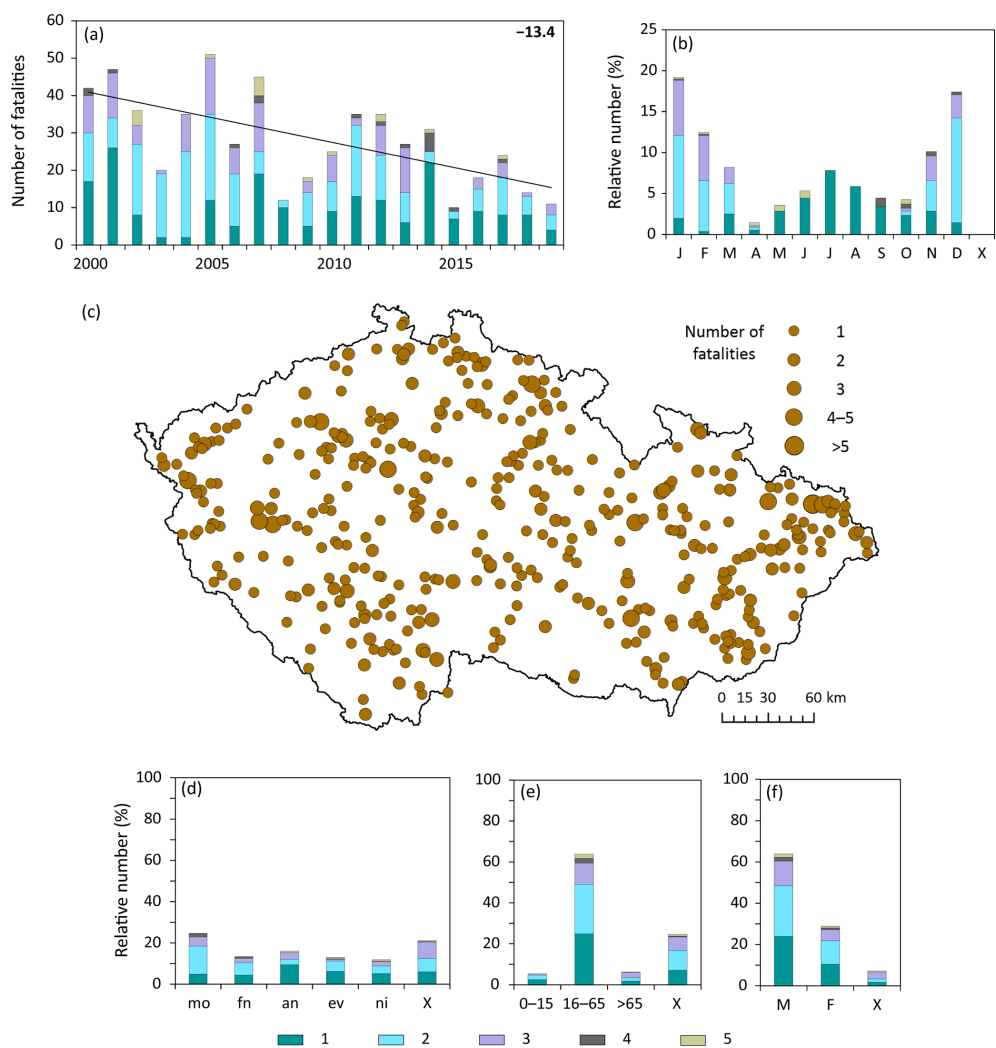 (a)
−13.4
Number of fatalities
60
50
40
30
20
10
0
2000
2005
2010
2015
(b)
Relative number (%)
25
20
15
10
5
0
J F M A M J J A S O N D X
(c)
Number of
fatalities
1
2
3
4–5
>5
0 15 30 60 km
(d)
Relative number (%)
100
80
60
40
20
0
mo fn an ev ni X
(e)
100
80
60
40
20
0
0–15 16–65 >65 X
(f)
100
80
60
40
20
0
M F X
1 2 3 4 5